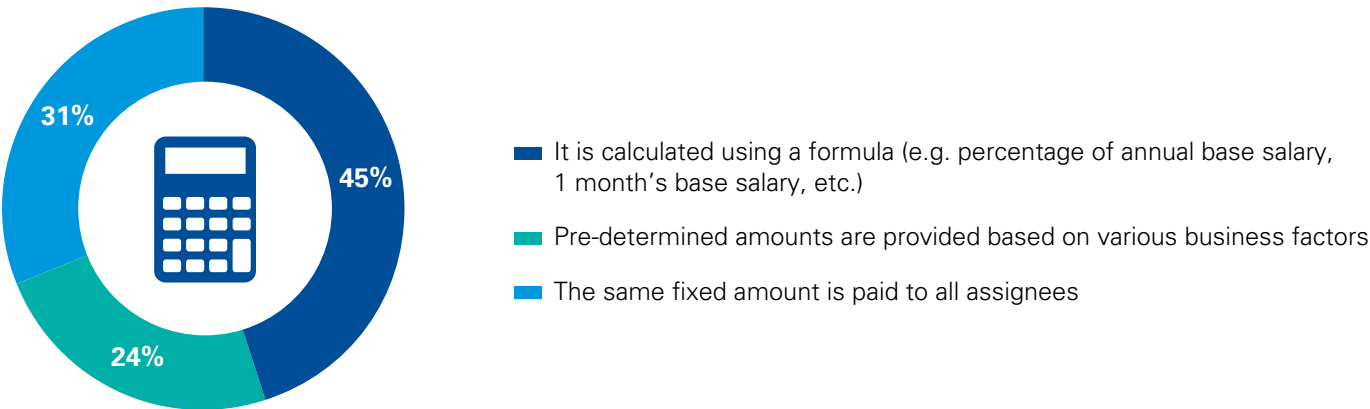 31%
45%
24%
It is calculated using a formula (e.g. percentage of annual base salary,
1 month's base salary, etc.)
Pre-determined amounts are provided based on various business factors
The same fixed amount is paid to all assignees